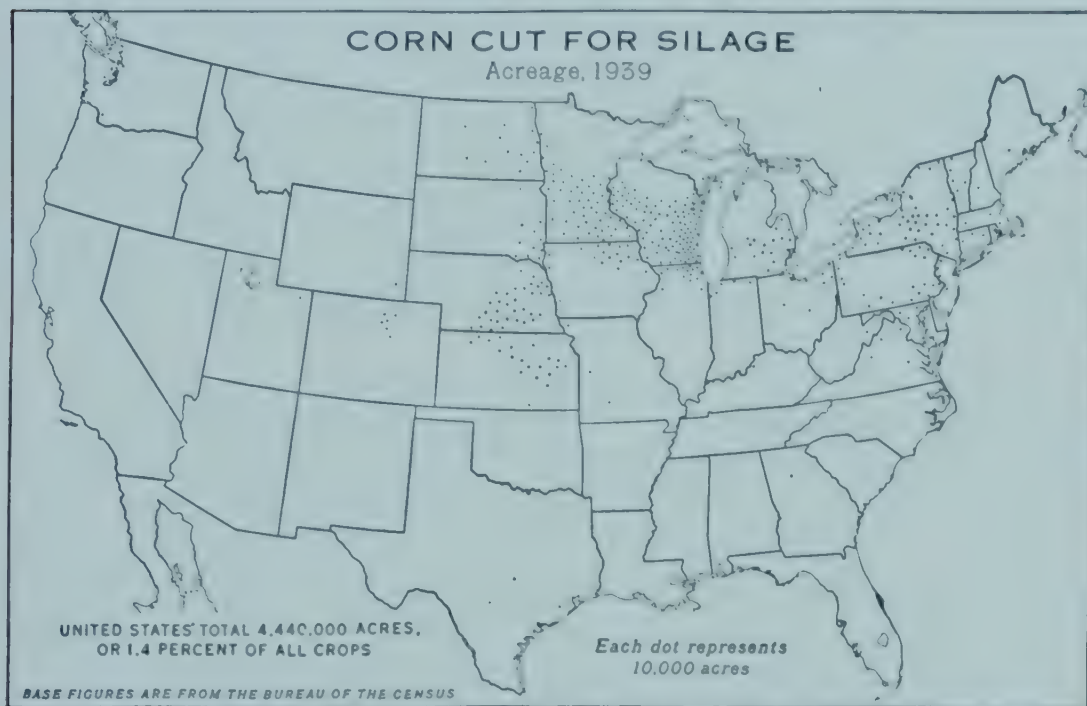 CORN CUT FOR SILAGE
Acreage, 1939
UNITED STATES TOTAL 4,440,000 ACRES,
OR 1.4 PERCENT OF ALL CROPS
Each dot represents
10,000 acres
BASE FIGURES ARE FROM THE BUREAU OF THE CENSUS